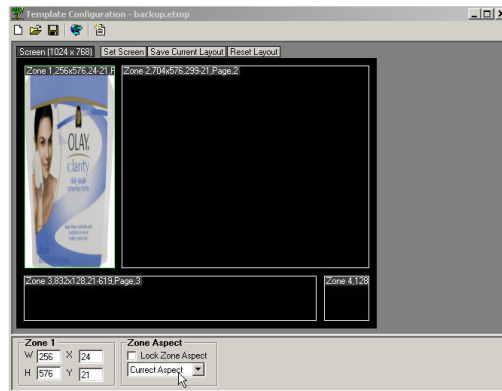 Template Configuration - backup.etmp
Screen (1024 x 768) Set Screen Save Current Layout Reset Layout
Zone 1,256x576,24-21,F Zone 2,704x576,299-21,Page,2
OLAY.
clarity
Zone 3,832x128,21-619,Page,3 Zone 4,128
Zone 1 Zone Aspect
W 256 X 24 Lock Zone Aspect
H 576 Y 21 Currect Aspect